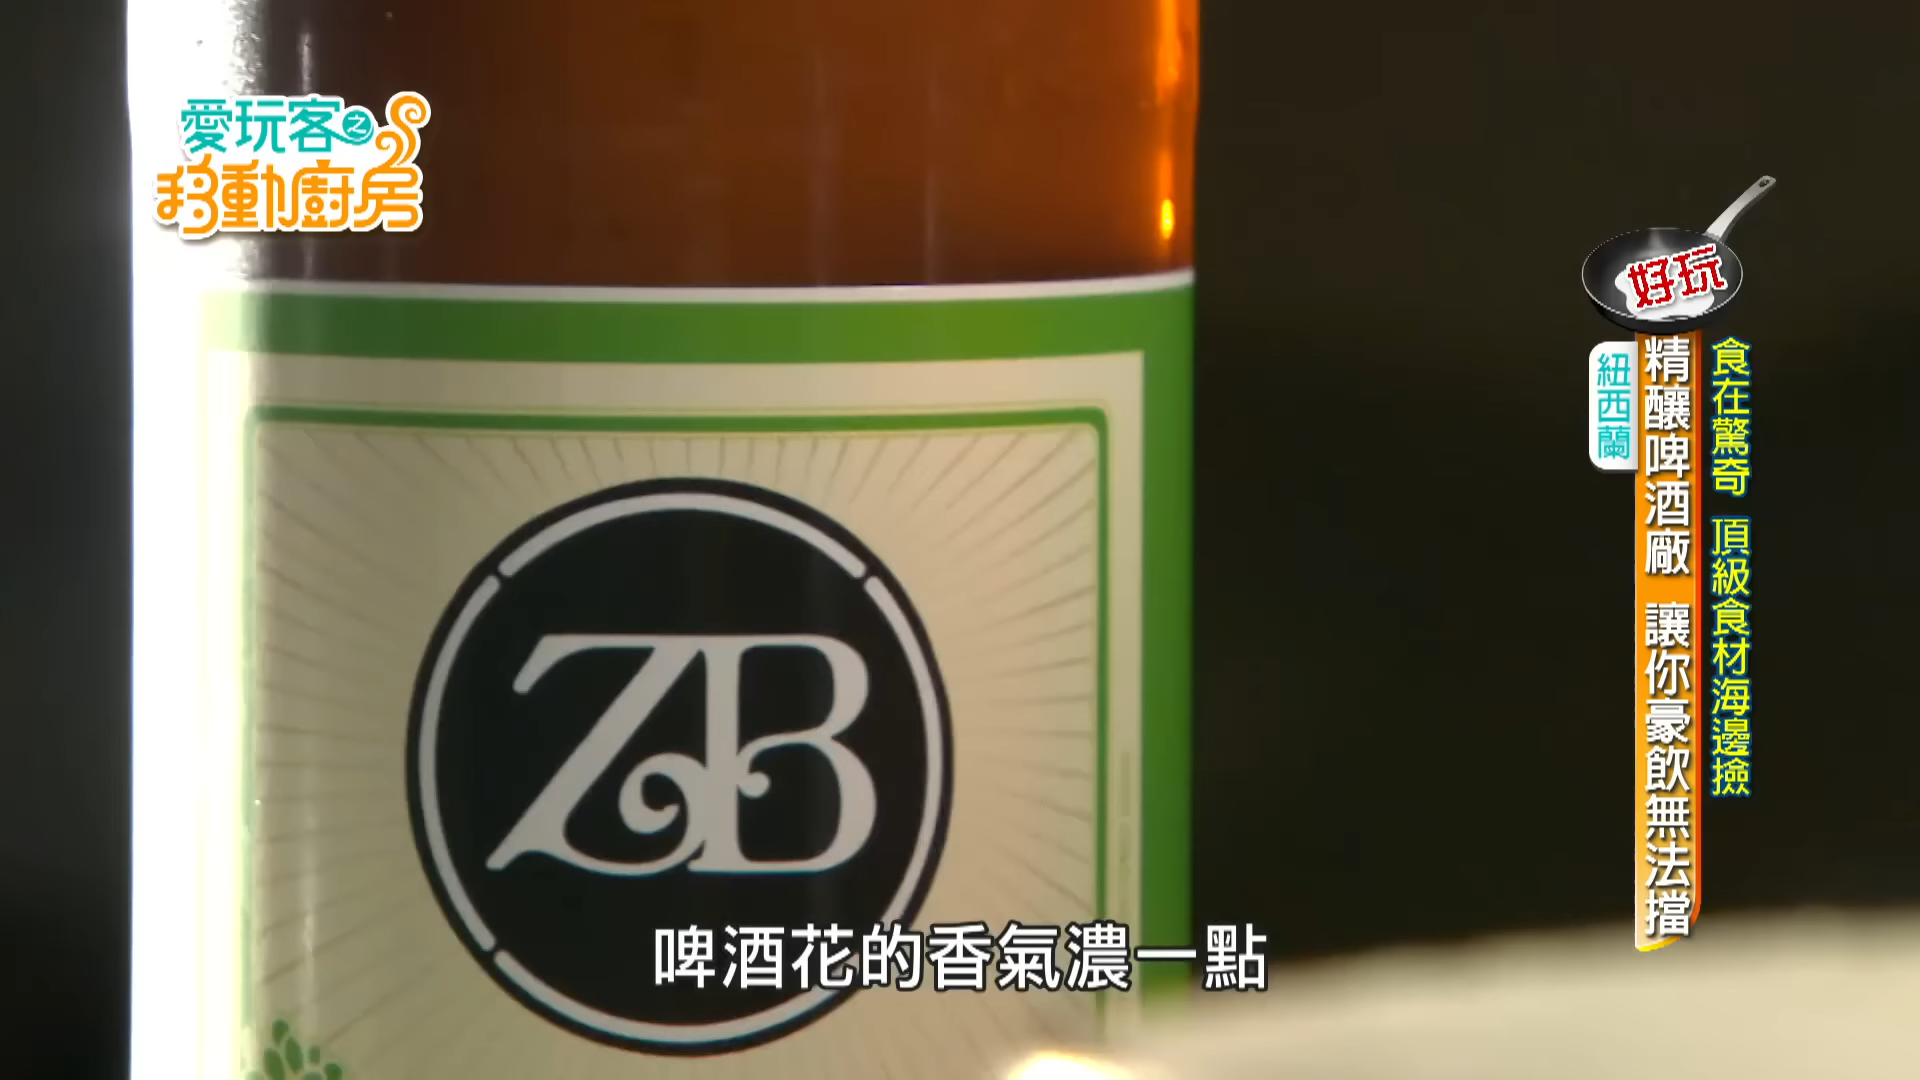 愛玩客之
移動廚房
好玩
食在驚奇 頂級食材海邊撿
精釀啤酒廠 讓你豪飲無法擋
紐西蘭
ZB
啤酒花的香氣濃一點